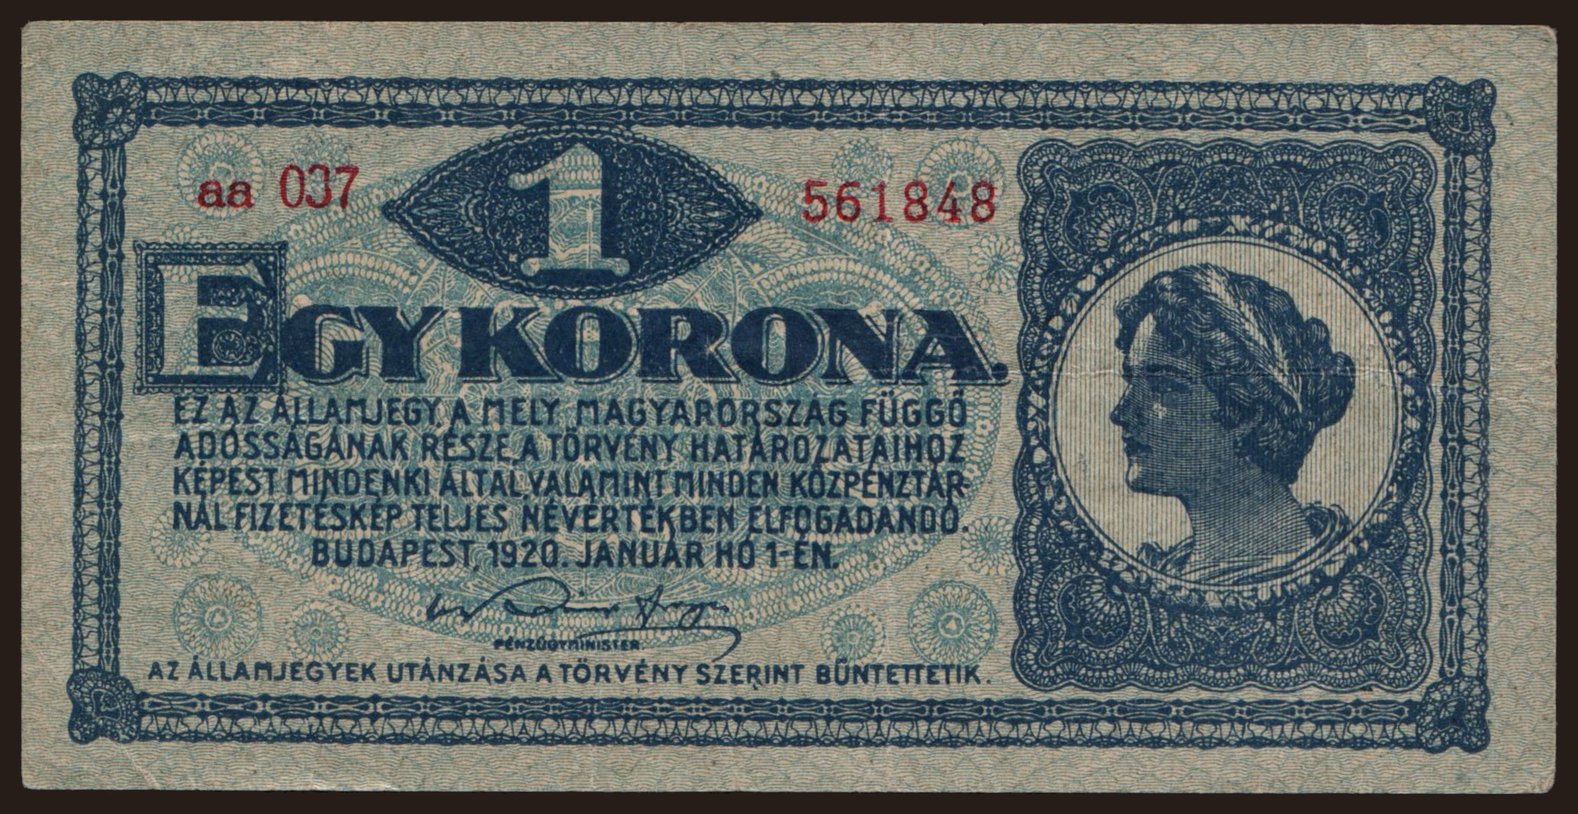 aa 037
1
561848
EGY KORONA.
EZ AZ ÁLLAMJEGY, A MELY MAGYARORSZÁG FÜGGŐ
ADÓSSÁGÁNAK RÉSZE, A TÖRVÉNY HATÁROZATAIHOZ
KÉPEST MINDENKI ÁLTAL VALAMINT MINDEN KÖZPÉNZTÁR-
NÁL FIZETÉSKÉP TELJES NÉVÉRTÉKBEN ELFOGADANDÓ.
BUDAPEST, 1920. JANUÁR HÓ 1-ÉN.
PÉNZÜGYMINISTER.
AZ ÁLLAMJEGYEK UTÁNZÁSA A TÖRVÉNY SZERINT BÜNTETTETIK.